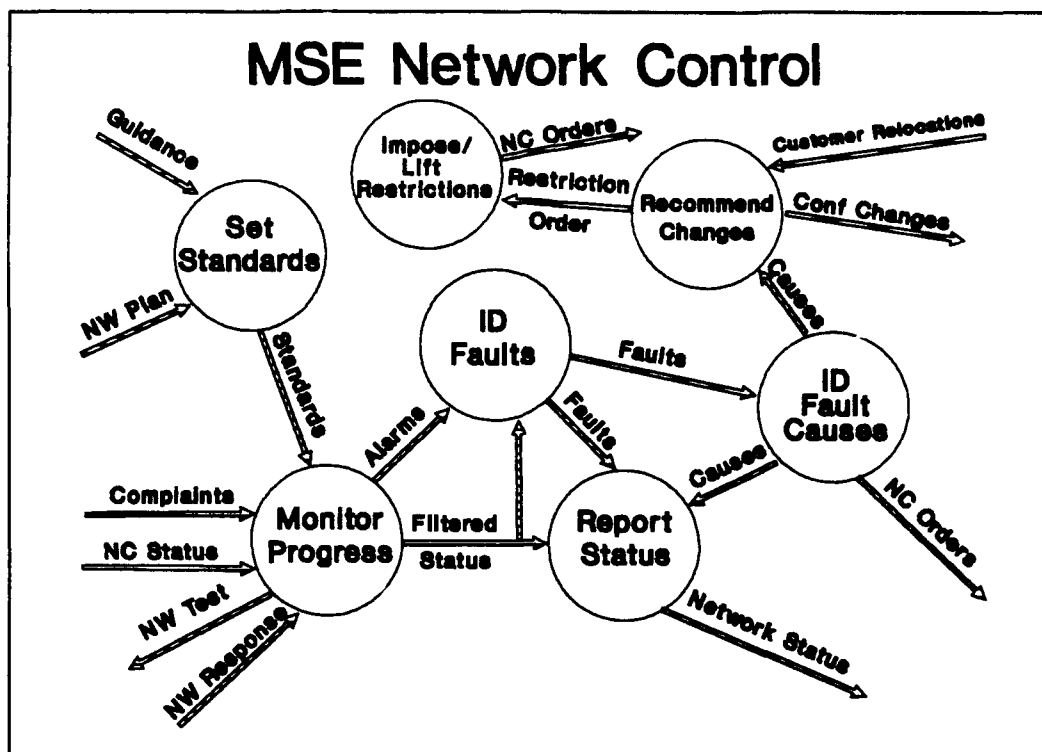 MSE Network Control
Guidance
Impose/
Lift
Restrictions
NC Orders
Customer Relocations
Restriction
Order
Recommend
Changes
Conf Changes
Set
Standards
NW Plan
Standards
ID
Faults
Faults
Causes
ID
Fault
Causes
Alarms
Faults
Causes
NC Orders
Complaints
NC Status
NW Test
NW Response
Monitor
Progress
Filtered
Status
Report
Status
Network Status